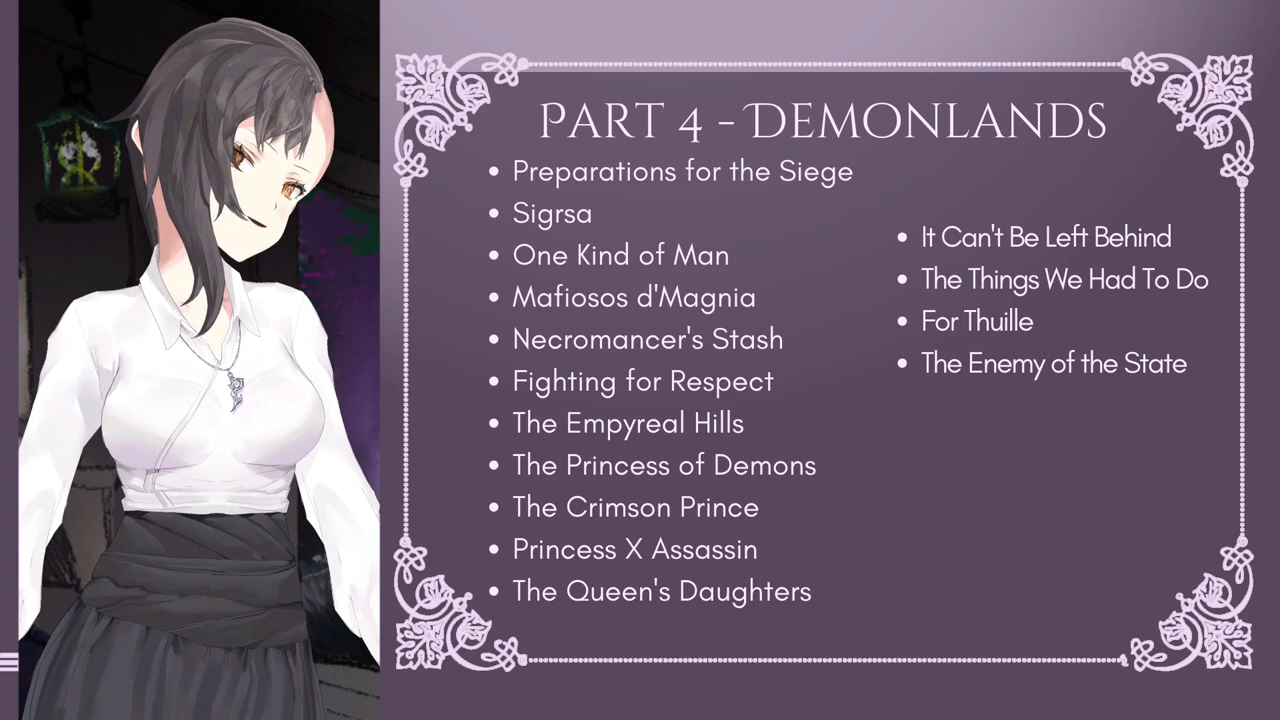 Part 4 - Demonlands
• Preparations for the Siege
• Sigrsa
• One Kind of Man
• Mafiosos d'Magnia
• Necromancer's Stash
• Fighting for Respect
• The Empyreal Hills
• The Princess of Demons
• The Crimson Prince
• Princess X Assassin
• The Queen's Daughters
• It Can't Be Left Behind
• The Things We Had To Do
• For Thuille
• The Enemy of the State